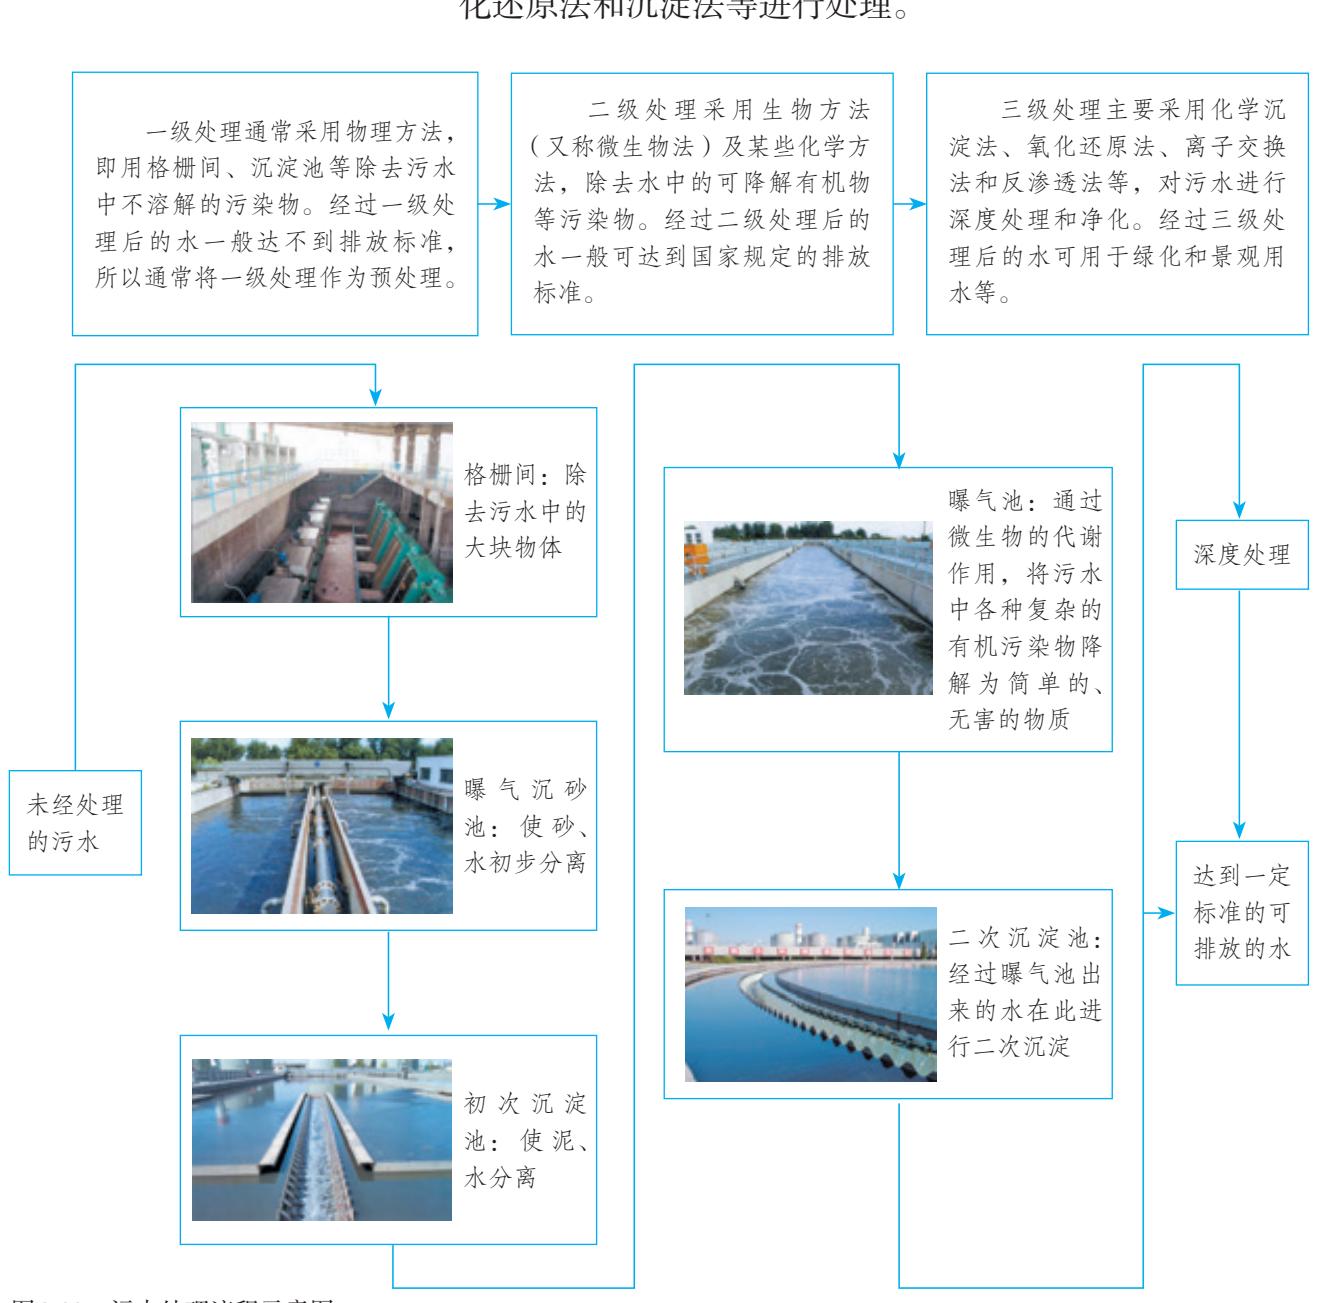 化还原法和沉淀法等进行处理。
一级处理通常采用物理方法，
即用格栅间、沉淀池等除去污水
中不溶解的污染物。经过一级处
理后的水一般达不到排放标准，
所以通常将一级处理作为预处理。
二级处理采用生物方法
（又称微生物法）及某些化学方
法，除去水中的可降解有机物
等污染物。经过二级处理后的
水一般可达到国家规定的排放
标准。
三级处理主要采用化学沉
淀法、氧化还原法、离子交换
法和反渗透法等，对污水进行
深度处理和净化。经过三级处
理后的水可用于绿化和景观用
水等。
未经处理
的污水
格栅间：除
去污水中的
大块物体
曝气沉砂
池：使砂、
水初步分离
初次沉淀
池：使泥、
水分离
曝气池：通过
微生物的代谢
作用，将污水
中各种复杂的
有机污染物降
解为简单的、
无害的物质
二次沉淀池：
经过曝气池出
来的水在此进
行二次沉淀
深度处理
达到一定
标准的可
排放的水
污水处理流程示意图